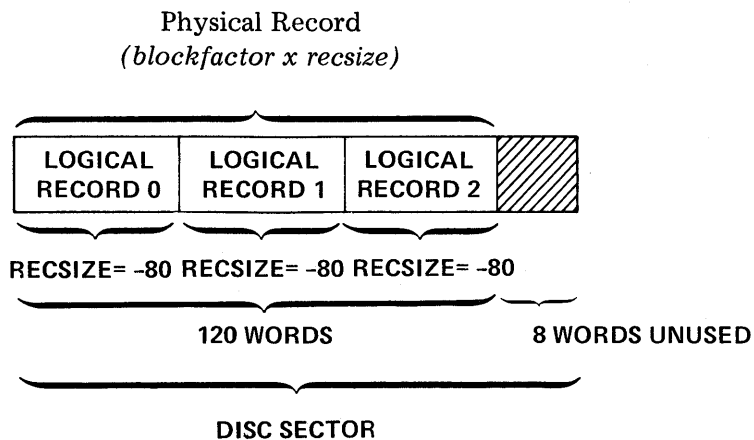 Physical Record
(blockfactor x recsize)
LOGICAL LOGICAL LOGICAL
RECORD 0 RECORD 1 RECORD 2
RECSIZE= -80 RECSIZE= -80 RECSIZE= -80
120 WORDS 8 WORDS UNUSED
DISC SECTOR